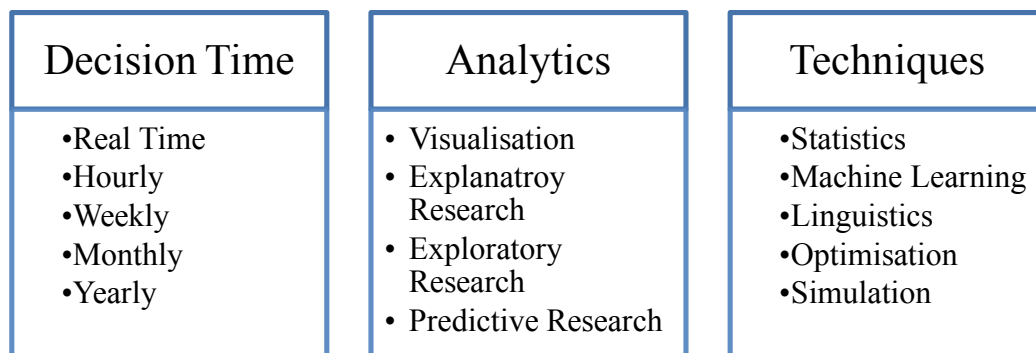 Decision Time
•Real Time
•Hourly
•Weekly
•Monthly
•Yearly
Analytics
• Visualisation
• Explanatroy
Research
• Exploratory
Research
• Predictive Research
Techniques
•Statistics
•Machine Learning
•Linguistics
•Optimisation
•Simulation